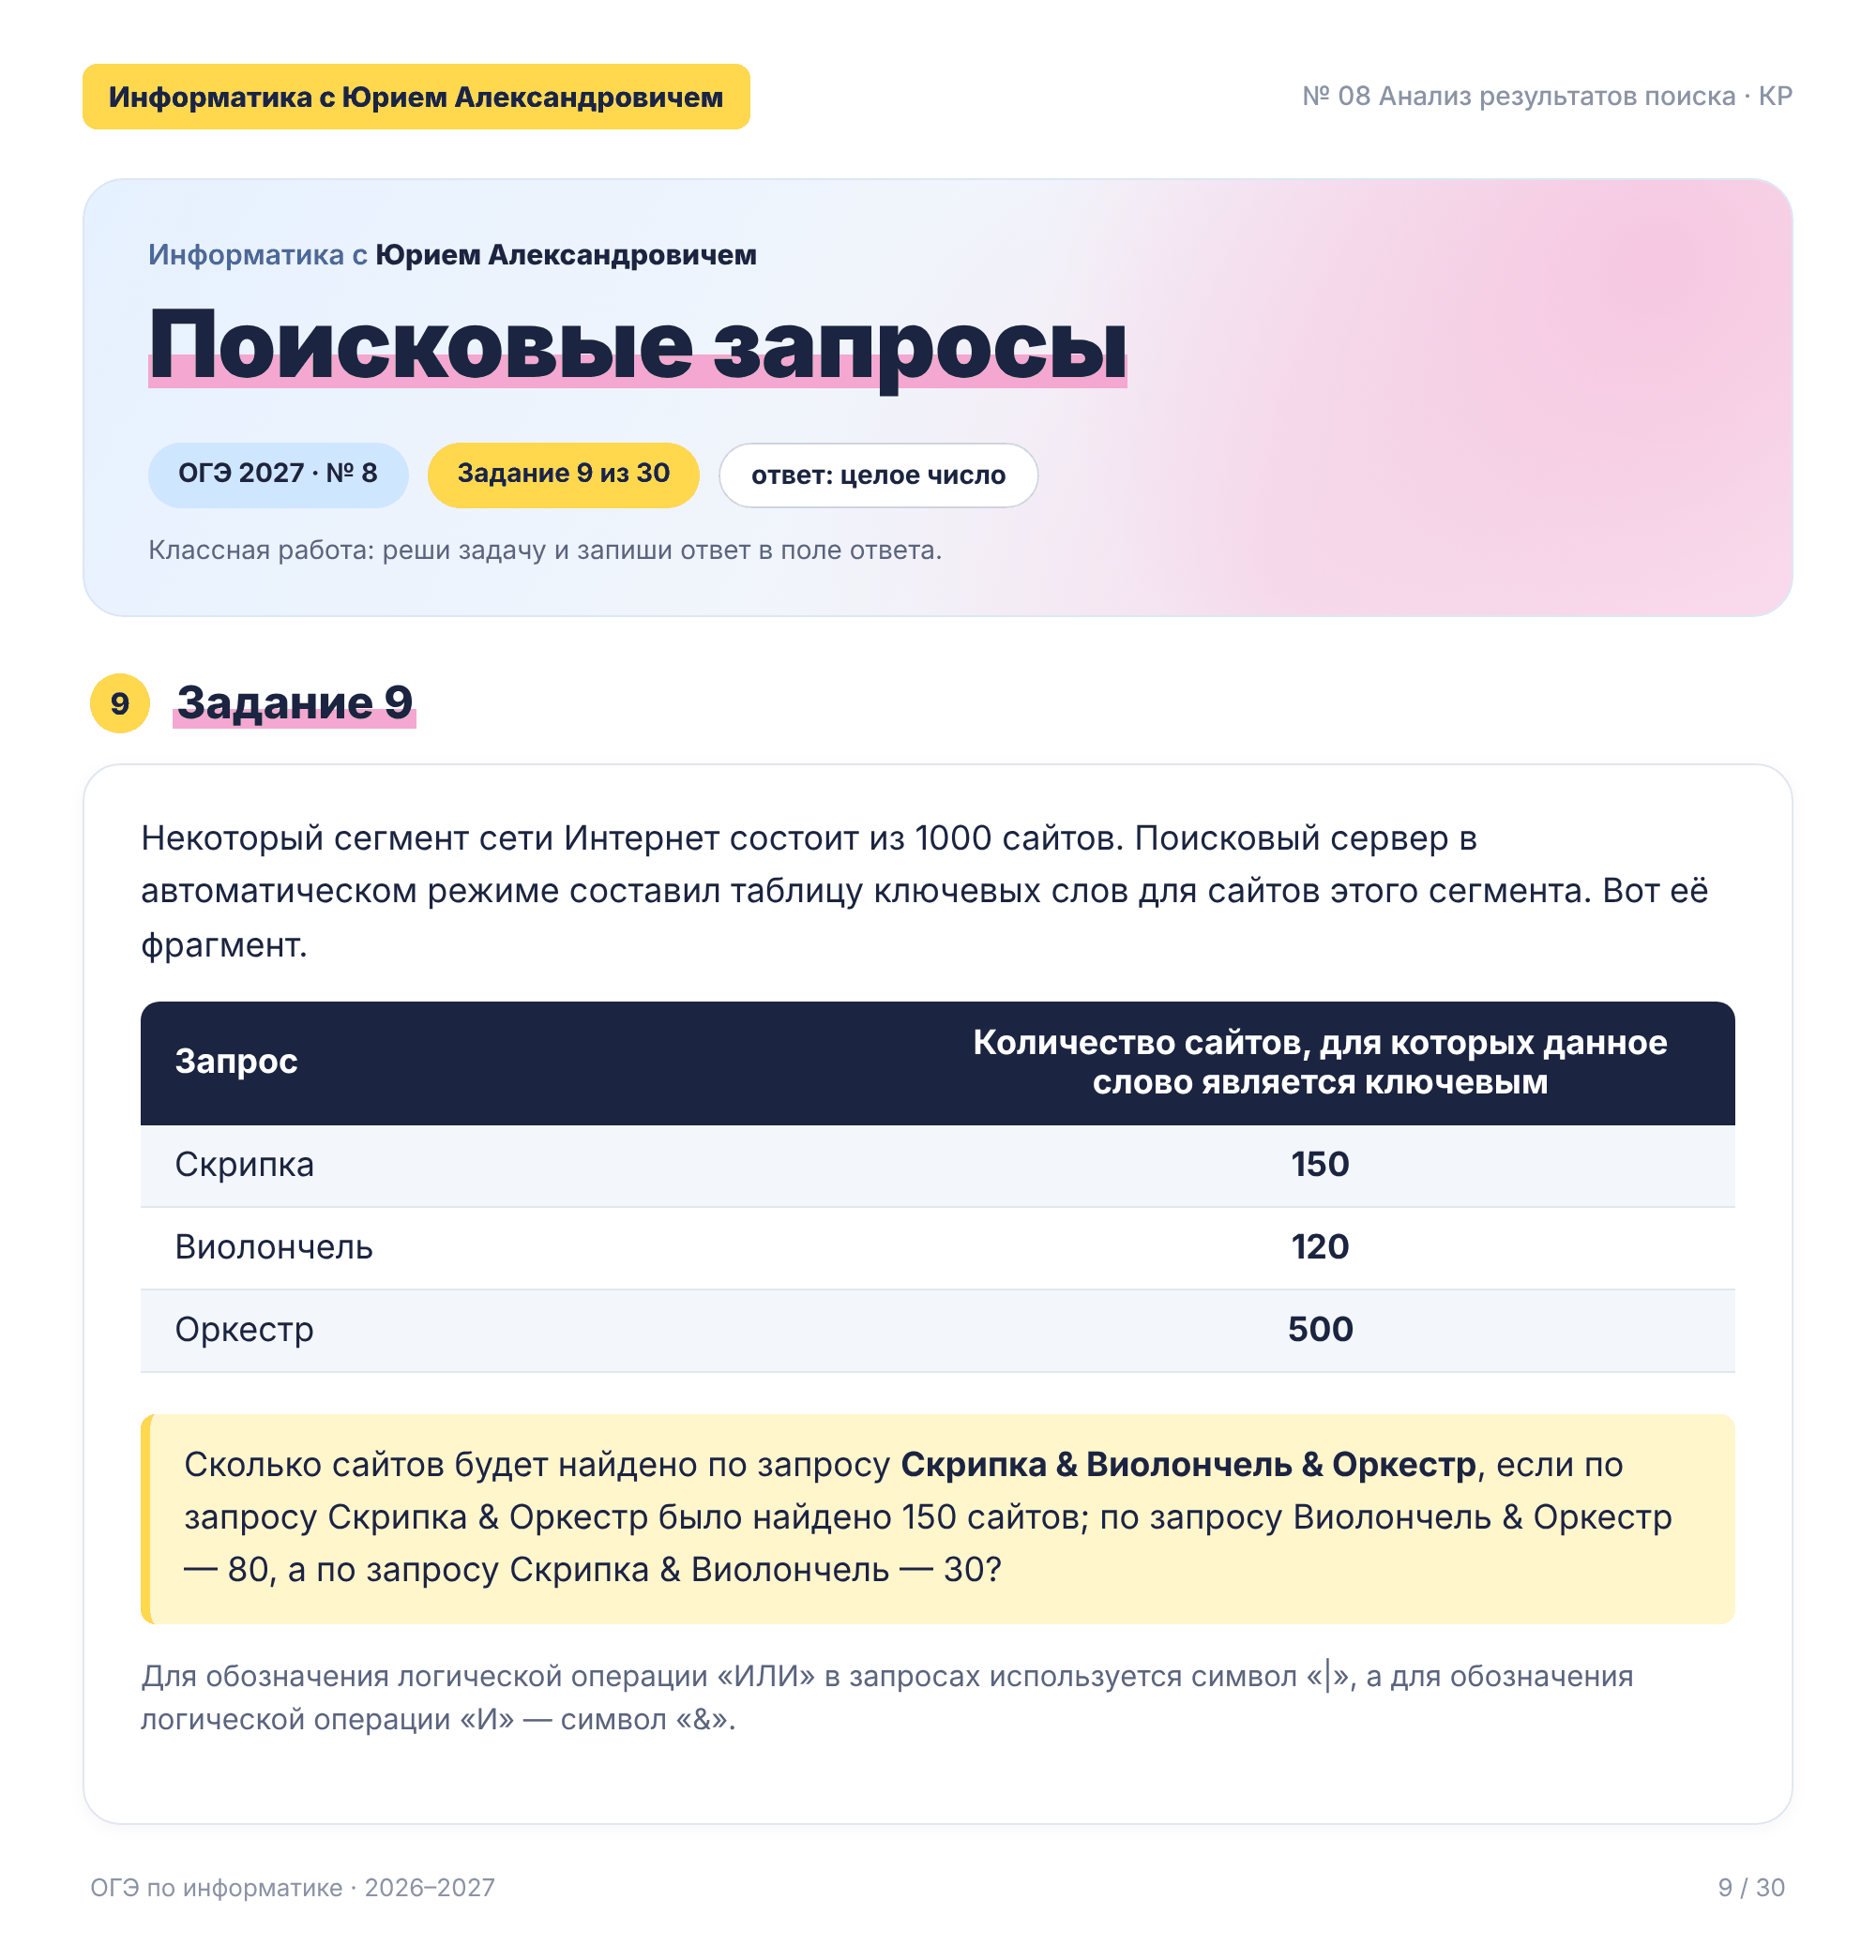 Информатика с Юрием Александровичем
№ 08 Анализ результатов поиска · КР
Информатика с Юрием Александровичем
Поисковые запросы
ОГЭ 2027 · № 8
Задание 9 из 30
ответ: целое число
Классная работа: реши задачу и запиши ответ в поле ответа.
9
Задание 9
Некоторый сегмент сети Интернет состоит из 1000 сайтов. Поисковый сервер в
автоматическом режиме составил таблицу ключевых слов для сайтов этого сегмента. Вот её
фрагмент.
Запрос
Количество сайтов, для которых данное
слово является ключевым
Скрипка
150
Виолончель
120
Оркестр
500
Сколько сайтов будет найдено по запросу Скрипка & Виолончель & Оркестр, если по
запросу Скрипка & Оркестр было найдено 150 сайтов; по запросу Виолончель & Оркестр
— 80, а по запросу Скрипка & Виолончель — 30?
Для обозначения логической операции «ИЛИ» в запросах используется символ «|», а для обозначения
логической операции «И» — символ «&».
ОГЭ по информатике · 2026–2027
9 / 30